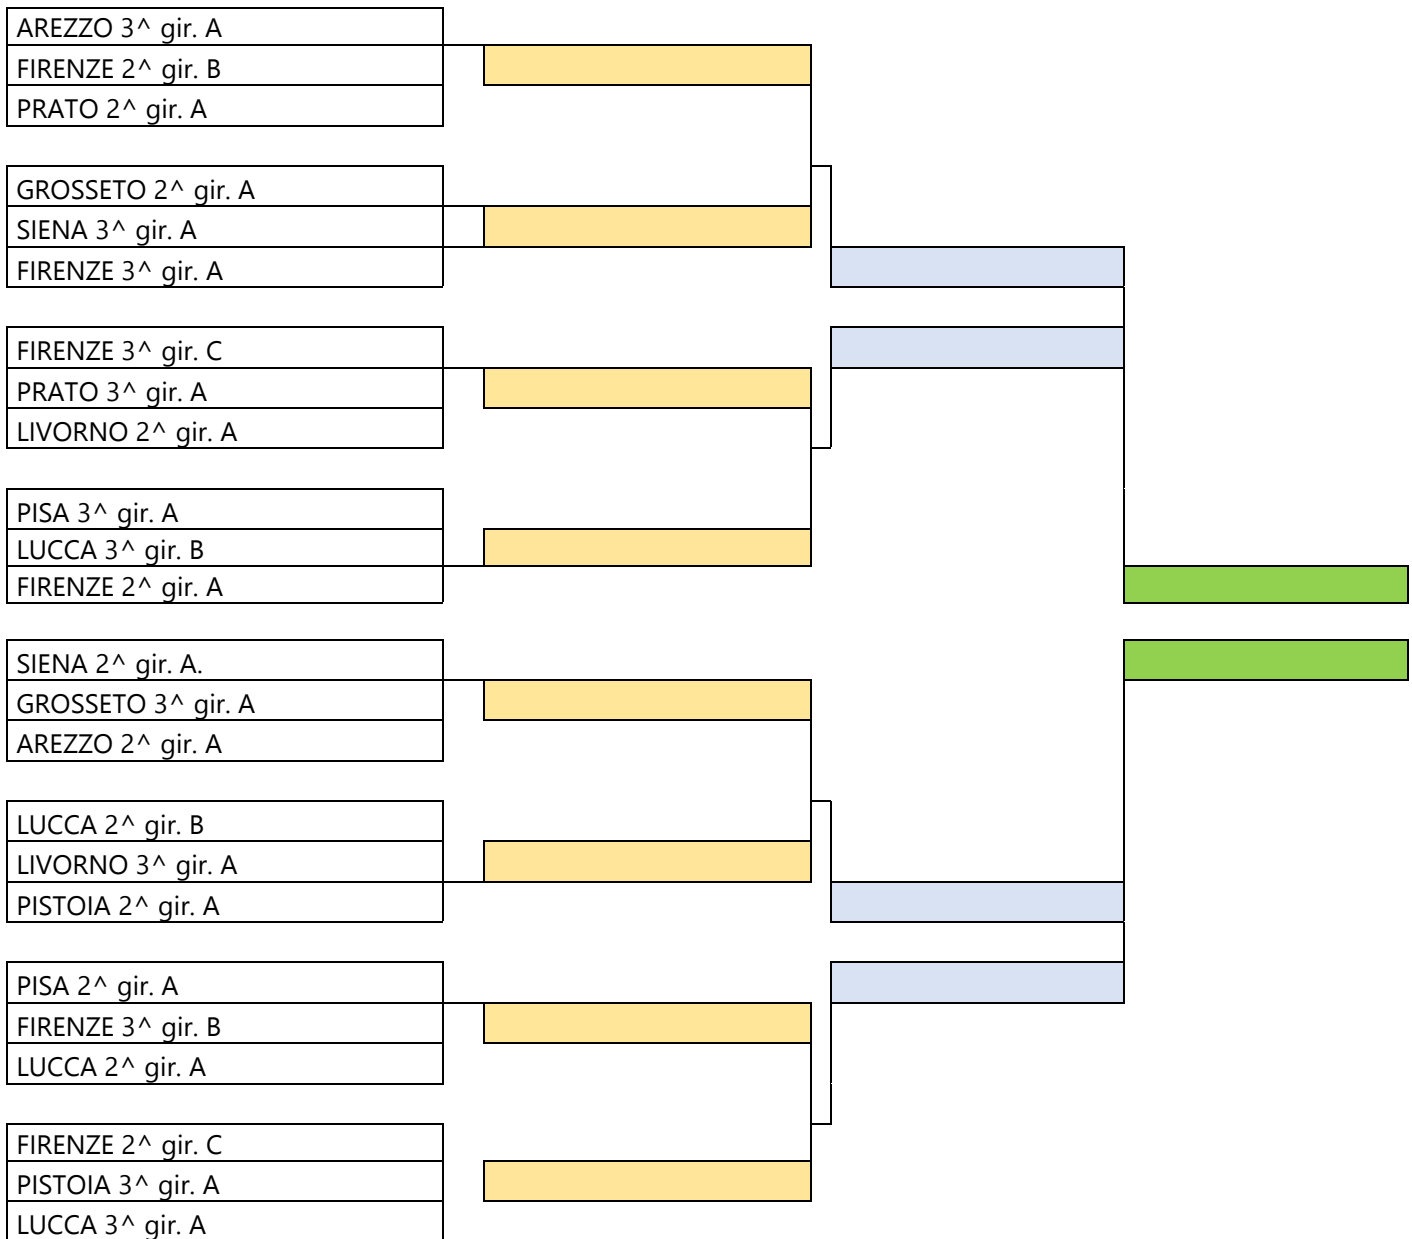 AREZZO 3^ gir. A
FIRENZE 2^ gir. B
PRATO 2^ gir. A
GROSSETO 2^ gir. A
SIENA 3^ gir. A
FIRENZE 3^ gir. A
FIRENZE 3^ gir. C
PRATO 3^ gir. A
LIVORNO 2^ gir. A
PISA 3^ gir. A
LUCCA 3^ gir. B
FIRENZE 2^ gir. A
SIENA 2^ gir. A.
GROSSETO 3^ gir. A
AREZZO 2^ gir. A
LUCCA 2^ gir. B
LIVORNO 3^ gir. A
PISTOIA 2^ gir. A
PISA 2^ gir. A
FIRENZE 3^ gir. B
LUCCA 2^ gir. A
FIRENZE 2^ gir. C
PISTOIA 3^ gir. A
LUCCA 3^ gir. A